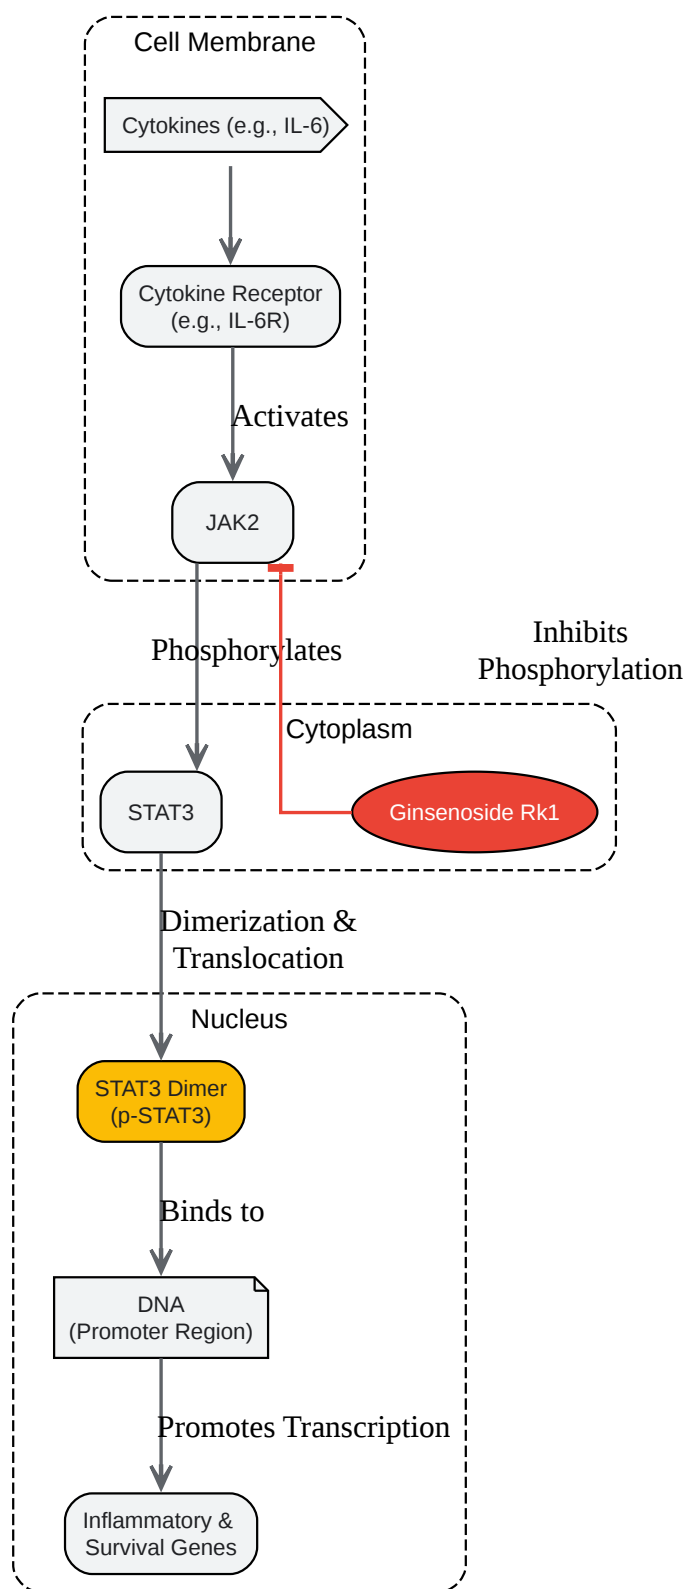 Cell Membrane
Cytokines (e.g., IL-6)
Cytokine Receptor
(e.g., IL-6R)
Activates
JAK2
Phosphorylates
Inhibits
Phosphorylation
Cytoplasm
STAT3
Ginsenoside Rk1
Dimerization &
Translocation
Nucleus
STAT3 Dimer
(p-STAT3)
Binds to
DNA
(Promoter Region)
Promotes Transcription
Inflammatory &
Survival Genes